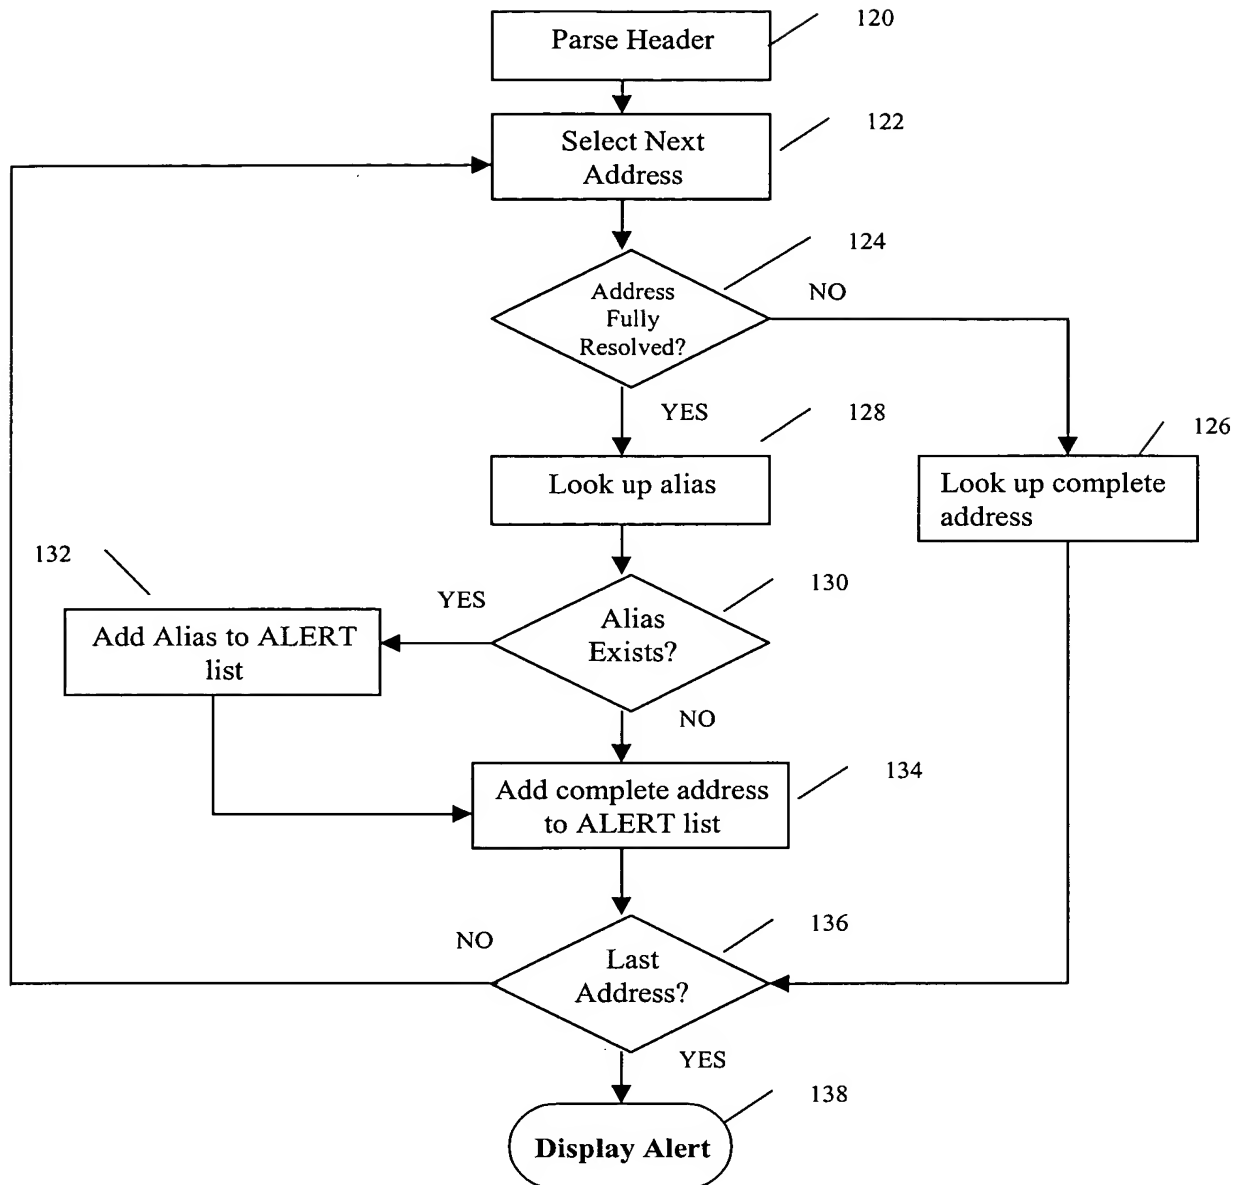 Parse Header
120
Select Next
Address
122
Address
Fully
Resolved?
124
NO
YES
128
Look up alias
126
Look up complete
address
132
Add Alias to ALERT
list
YES
Alias
Exists?
130
NO
Add complete address
to ALERT list
134
NO
Last
Address?
136
YES
Display Alert
138